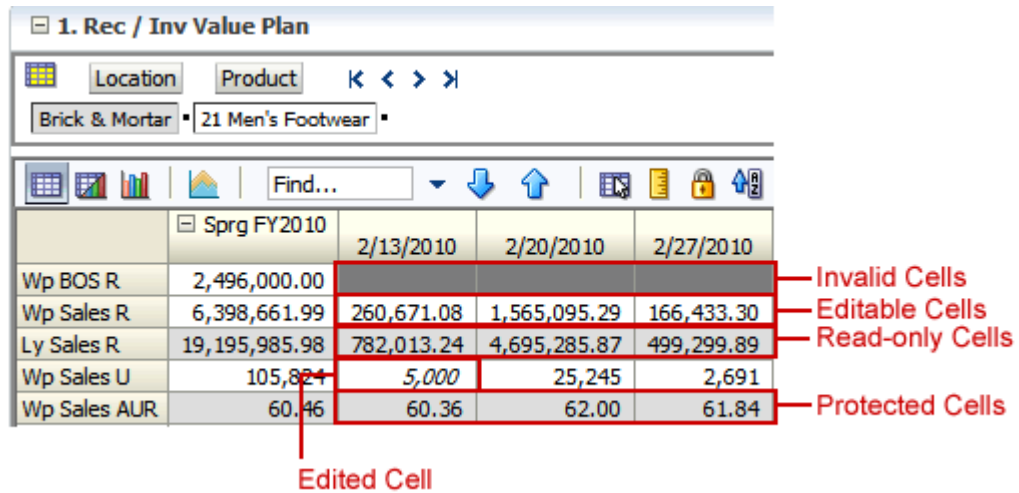 1. Rec / Inv Value Plan
Location Product
Brick & Mortar 21 Men's Footwear
Find...
Sprg FY2010 2/13/2010 2/20/2010 2/27/2010
Wp BOS R 2,496,000.00 Invalid Cells
Wp Sales R 6,398,661.99 260,671.08 1,565,095.29 166,433.30 Editable Cells
Ly Sales R 19,195,985.98 782,013.24 4,695,285.87 499,299.89 Read-only Cells
Wp Sales U 105,824 5,000 25,245 2,691
Wp Sales AUR 60.46 60.36 62.00 61.84 Protected Cells
Edited Cell